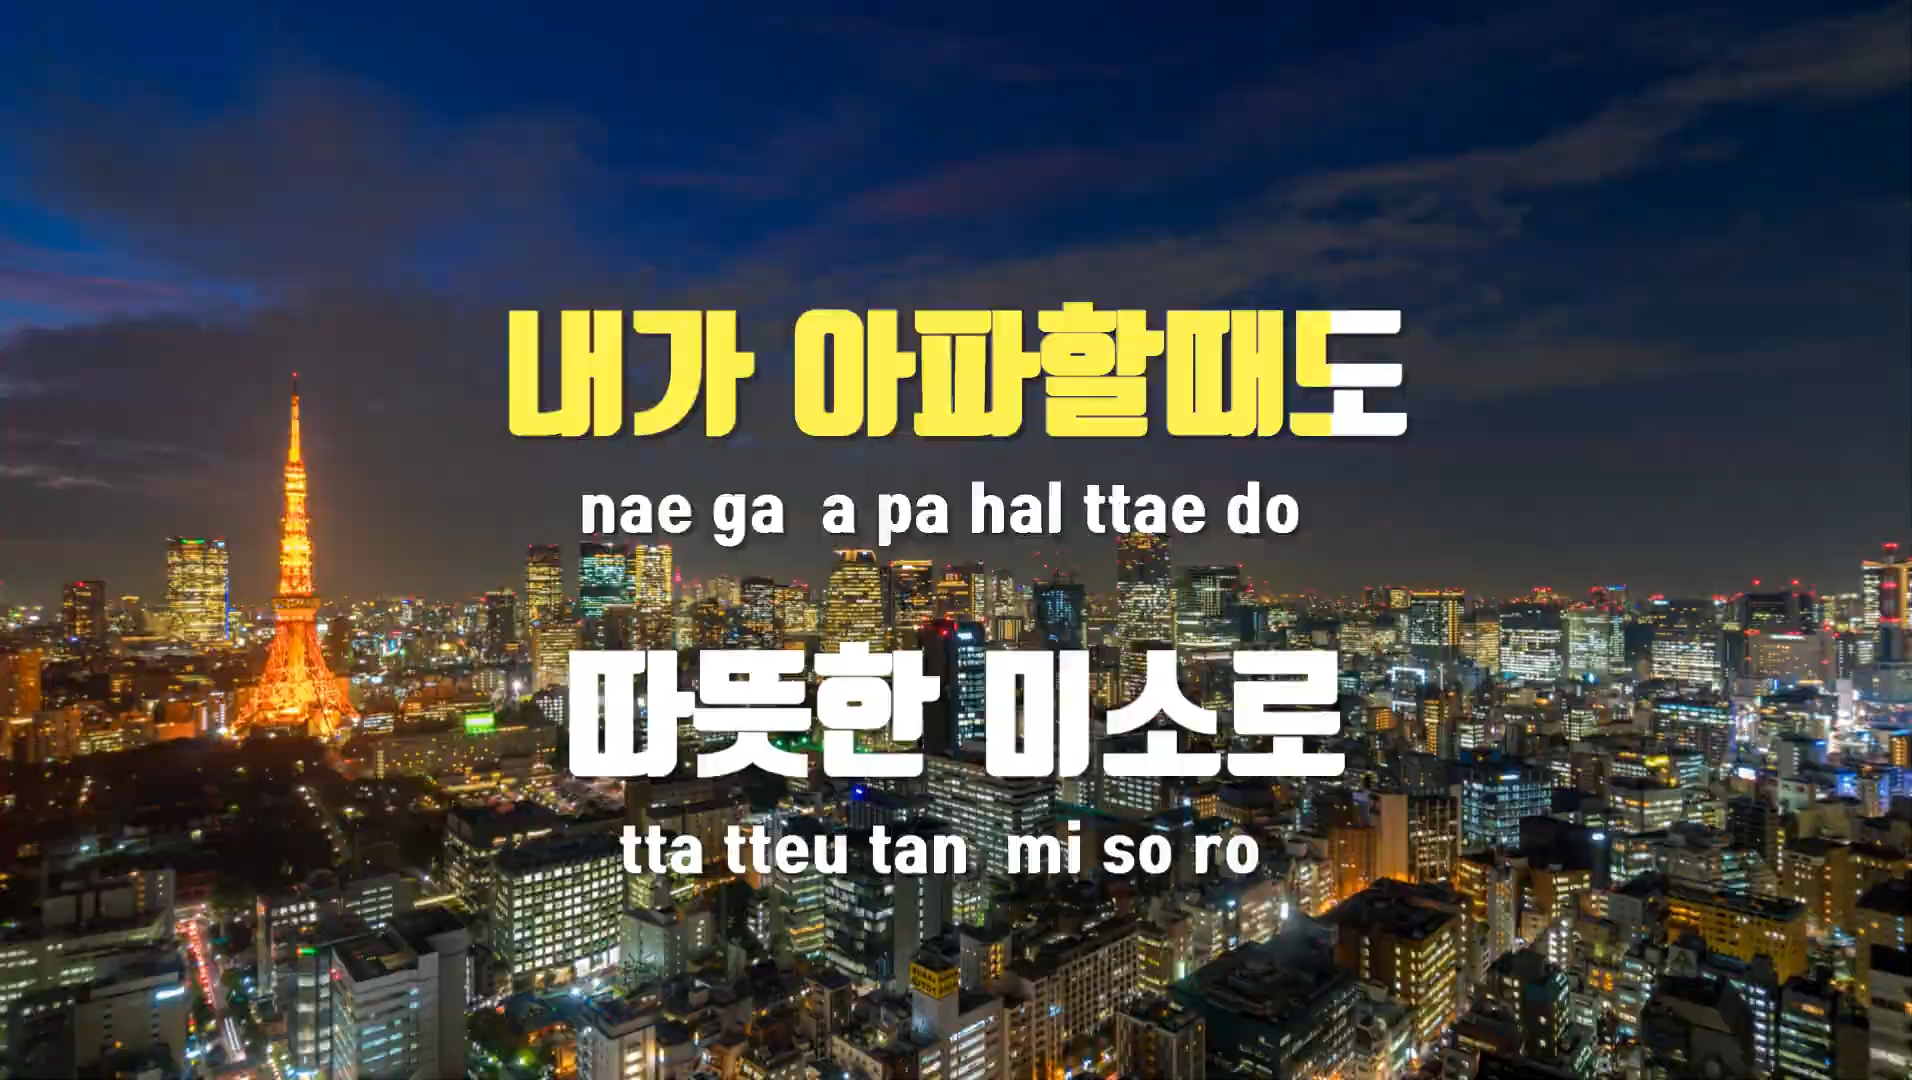 내가 아파할때도
nae ga a pa hal ttae do
따뜻한 미소로
tta tteu tan mi so ro